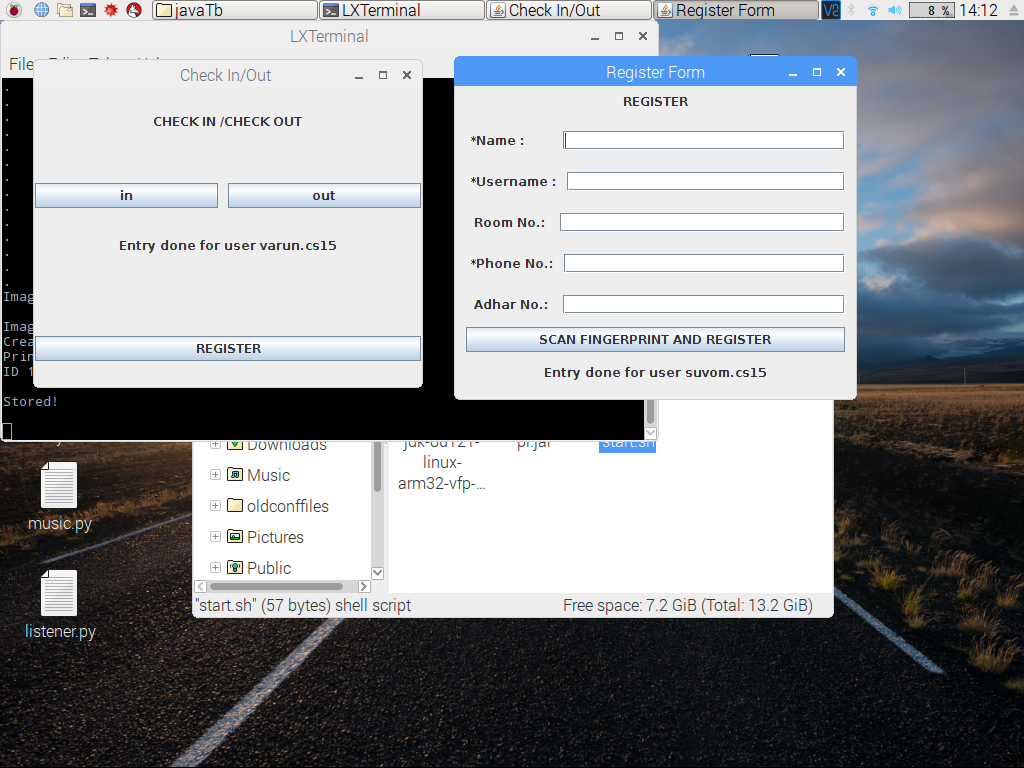 javaTb
LXTerminal
Check In/Out
Register Form
8 %
14:12
LXTerminal
File
Check In/Out
CHECK IN /CHECK OUT
in
out
Entry done for user varun.cs15
REGISTER
Imag
Imag
Crea
Prin
ID 1
Stored!
Register Form
REGISTER
*Name :
*Username :
Room No.:
*Phone No.:
Adhar No.:
SCAN FINGERPRINT AND REGISTER
Entry done for user suvom.cs15
Downloads
Music
oldconffiles
Pictures
Public
linux-
arm32-vfp-...
pi.jar
start.sh
"start.sh" (57 bytes) shell script
Free space: 7.2 GiB (Total: 13.2 GiB)
music.py
listener.py